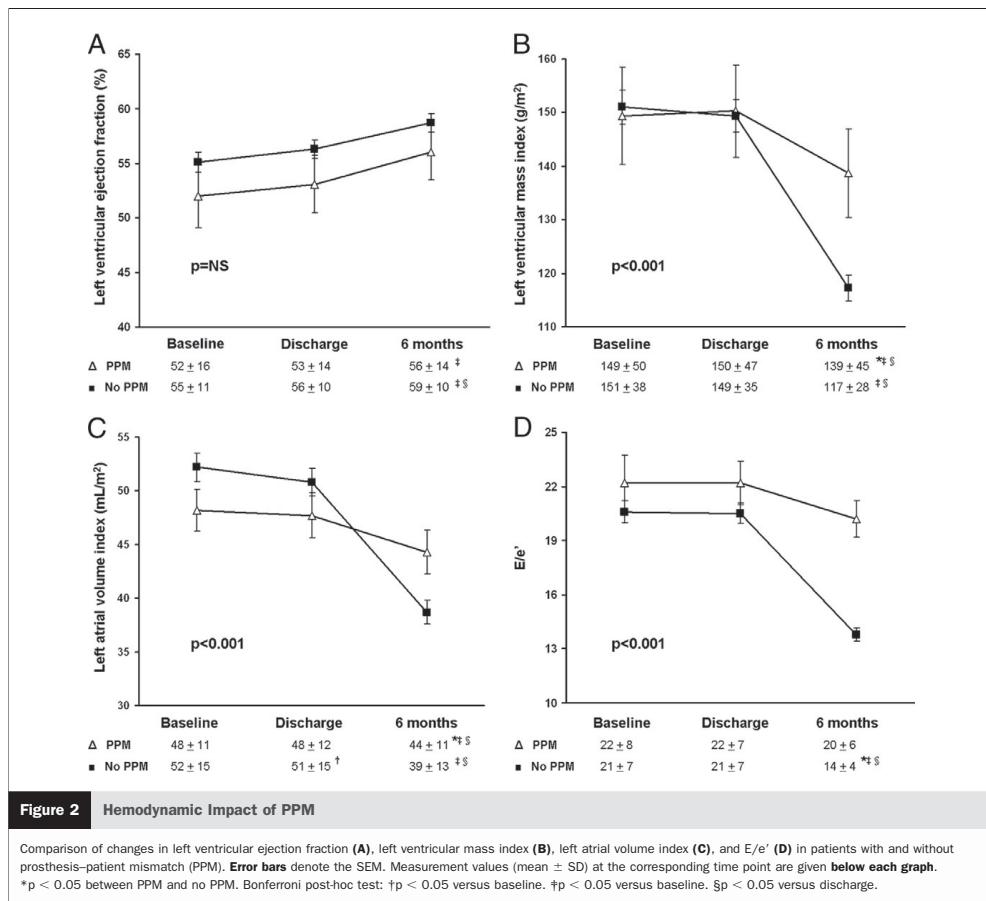 A
Left ventricular ejection fraction (%)
65
60
55
50
45
40
p=NS
Baseline Discharge 6 months
Δ PPM 52 ± 16 53 ± 14 56 ± 14 ‡
■ No PPM 55 ± 11 56 ± 10 59 ± 10 ‡ §
B
Left ventricular mass index (g/m²)
160
150
140
130
120
110
p<0.001
Baseline Discharge 6 months
Δ PPM 149 ± 50 150 ± 47 139 ± 45 *‡ §
■ No PPM 151 ± 38 149 ± 35 117 ± 28 ‡ §
C
Left atrial volume index (mL/m²)
55
50
45
40
35
30
p<0.001
Baseline Discharge 6 months
Δ PPM 48 ± 11 48 ± 12 44 ± 11 *‡ §
■ No PPM 52 ± 15 51 ± 15 † 39 ± 13 ‡ §
D
E/e'
25
22
19
16
13
10
p<0.001
Baseline Discharge 6 months
Δ PPM 22 ± 8 22 ± 7 20 ± 6
■ No PPM 21 ± 7 21 ± 7 14 ± 4 *‡ §
Figure 2 Hemodynamic Impact of PPM
Comparison of changes in left ventricular ejection fraction (A), left ventricular mass index (B), left atrial volume index (C), and E/e' (D) in patients with and without
prosthesis–patient mismatch (PPM). Error bars denote the SEM. Measurement values (mean ± SD) at the corresponding time point are given below each graph.
*p < 0.05 between PPM and no PPM. Bonferroni post-hoc test: †p < 0.05 versus baseline. ‡p < 0.05 versus baseline. §p < 0.05 versus discharge.